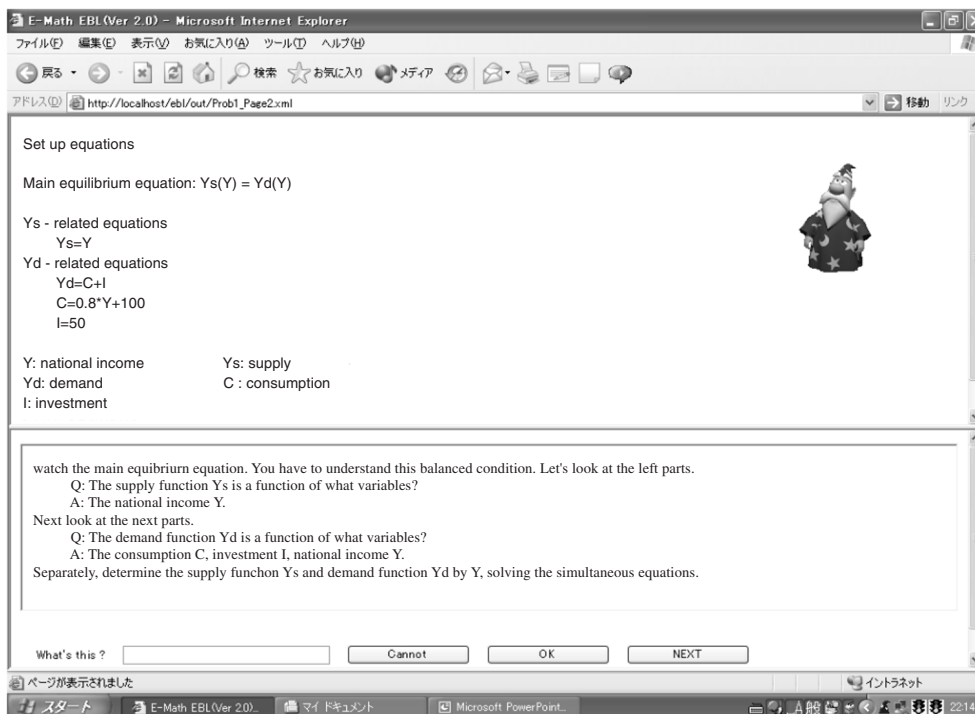 E-Math EBL(Ver 2.0) - Microsoft Internet Explorer
ファイル(F) 編集(E) 表示(V) お気に入り(A) ツール(T) ヘルプ(H)
戻る 検索 お気に入り メディア
アドレス(D) http://localhost/ebl/out/Prob1_Page2.xml 移動 リンク
Set up equations
Main equilibrium equation: Ys(Y) = Yd(Y)
Ys - related equations
Ys=Y
Yd - related equations
Yd=C+I
C=0.8*Y+100
I=50
Y: national income Ys: supply
Yd: demand C : consumption
I: investment
watch the main equibriurn equation. You have to understand this balanced condition. Let's look at the left parts.
Q: The supply function Ys is a function of what variables?
A: The national income Y.
Next look at the next parts.
Q: The demand function Yd is a function of what variables?
A: The consumption C, investment I, national income Y.
Separately, determine the supply funchon Ys and demand function Yd by Y, solving the simultaneous equations.
What's this ? Cannot OK NEXT
ページが表示されました イントラネット
スタート E-Math EBL(Ver 2.0)... マイ ドキュメント Microsoft PowerPoint... A 般 22:14